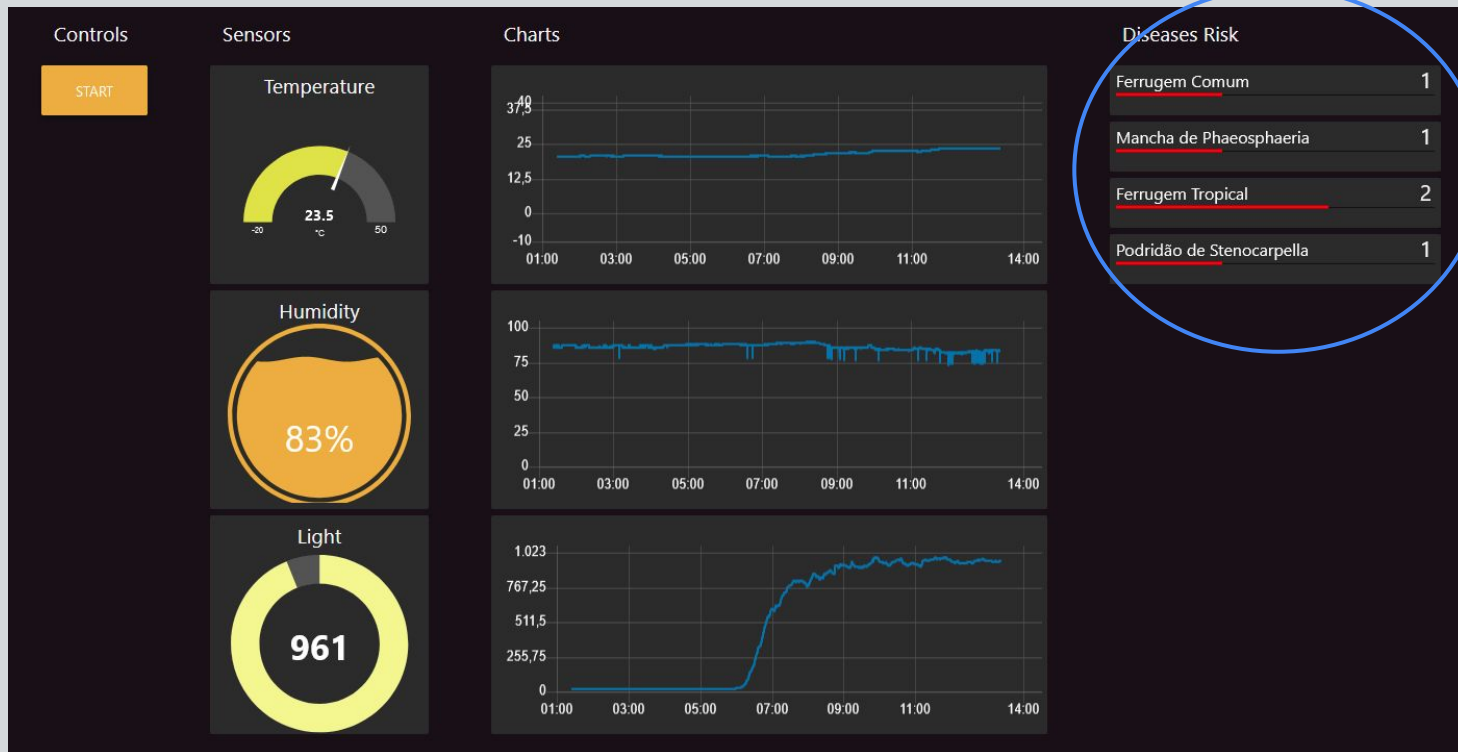 Controls
START
Sensors
Temperature
23.5
-20
°C
50
Humidity
83%
Light
961
Charts
40
37,5
25
12,5
0
-10
01:00 03:00 05:00 07:00 09:00 11:00 14:00
100
75
50
25
0
01:00 03:00 05:00 07:00 09:00 11:00 14:00
1.023
767,25
511,5
255,75
0
01:00 03:00 05:00 07:00 09:00 11:00 14:00
Diseases Risk
Ferrugem Comum 1
Mancha de Phaeosphaeria 1
Ferrugem Tropical 2
Podridão de Stenocarpella 1